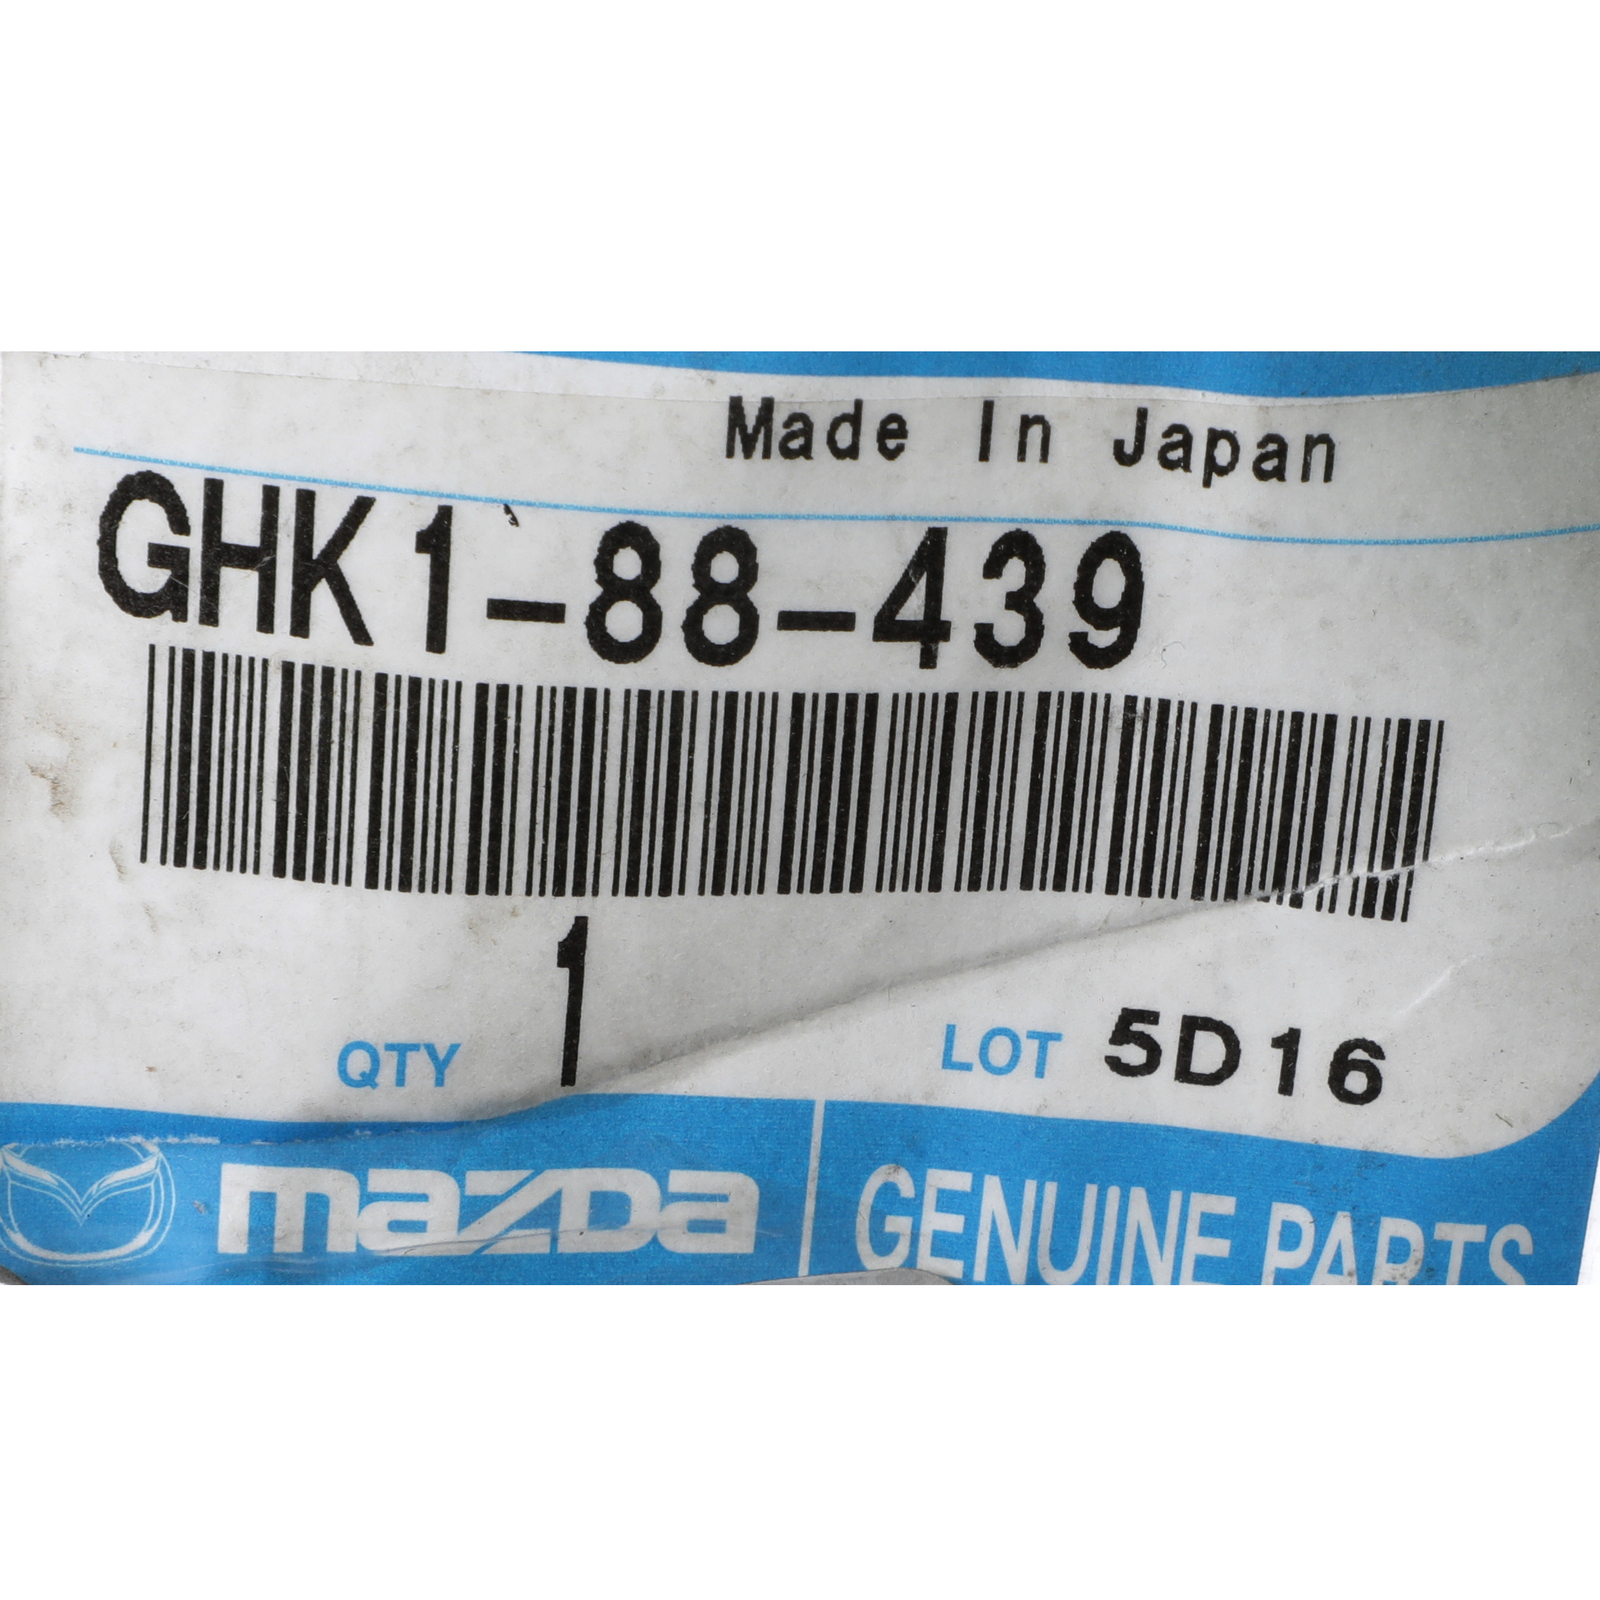 Made In Japan
GHK1-88-439
1
QTY
LOT 5D16
mazda
GENUINE PARTS